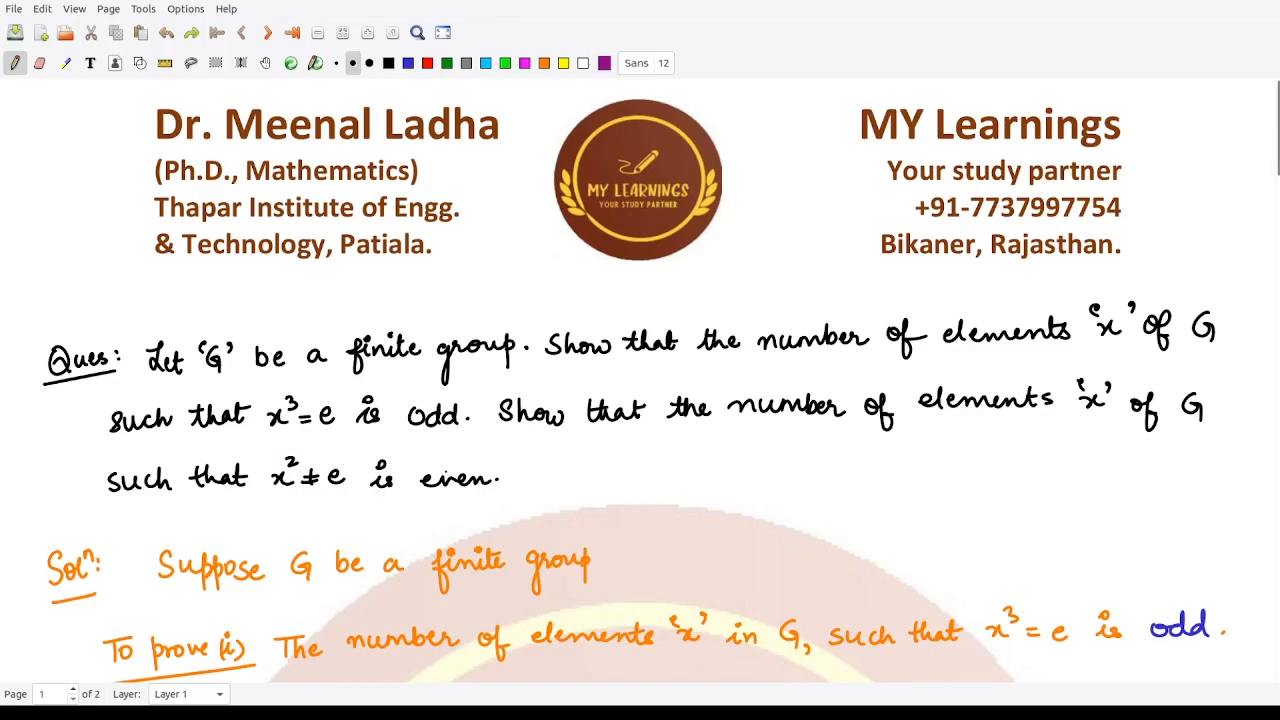 File Edit View Page Tools Options Help
Sans 12
Dr. Meenal Ladha
(Ph.D., Mathematics)
Thapar Institute of Engg.
& Technology, Patiala.
MY LEARNINGS
YOUR STUDY PARTNER
MY Learnings
Your study partner
+91-7737997754
Bikaner, Rajasthan.
Ques: Let 'G' be a finite group. Show that the number of elements 'x' of G
such that x³ = e is odd. Show that the number of elements 'x' of G
such that x² ≠ e is even.
Solⁿ: Suppose G be a finite group
To prove (i) The number of elements 'x' in G, such that x³ = e is odd.
Page 1 of 2 Layer: Layer 1